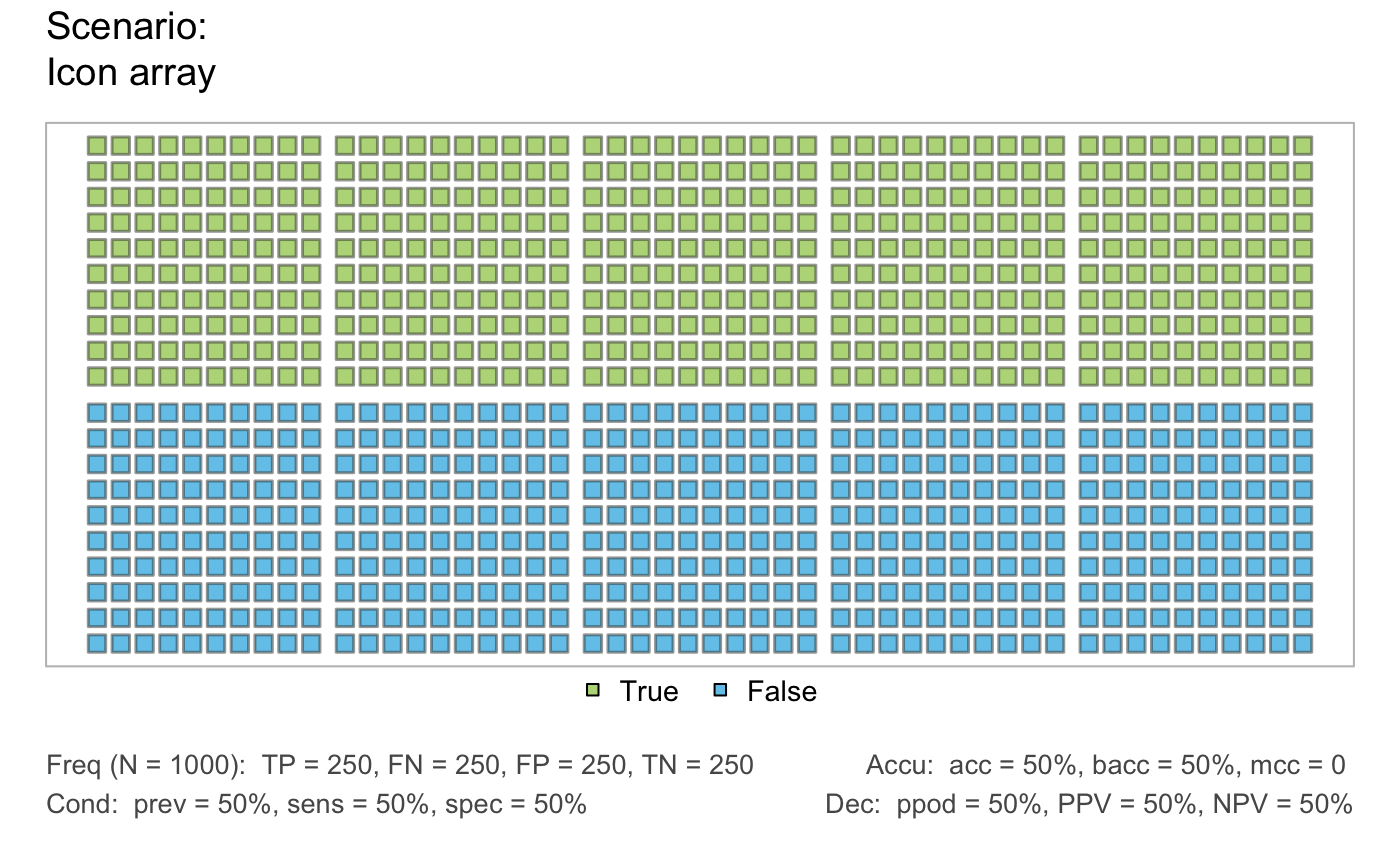 Scenario:
Icon array
True False
Freq (N = 1000): TP = 250, FN = 250, FP = 250, TN = 250
Accu: acc = 50%, bacc = 50%, mcc = 0
Cond: prev = 50%, sens = 50%, spec = 50%
Dec: ppod = 50%, PPV = 50%, NPV = 50%